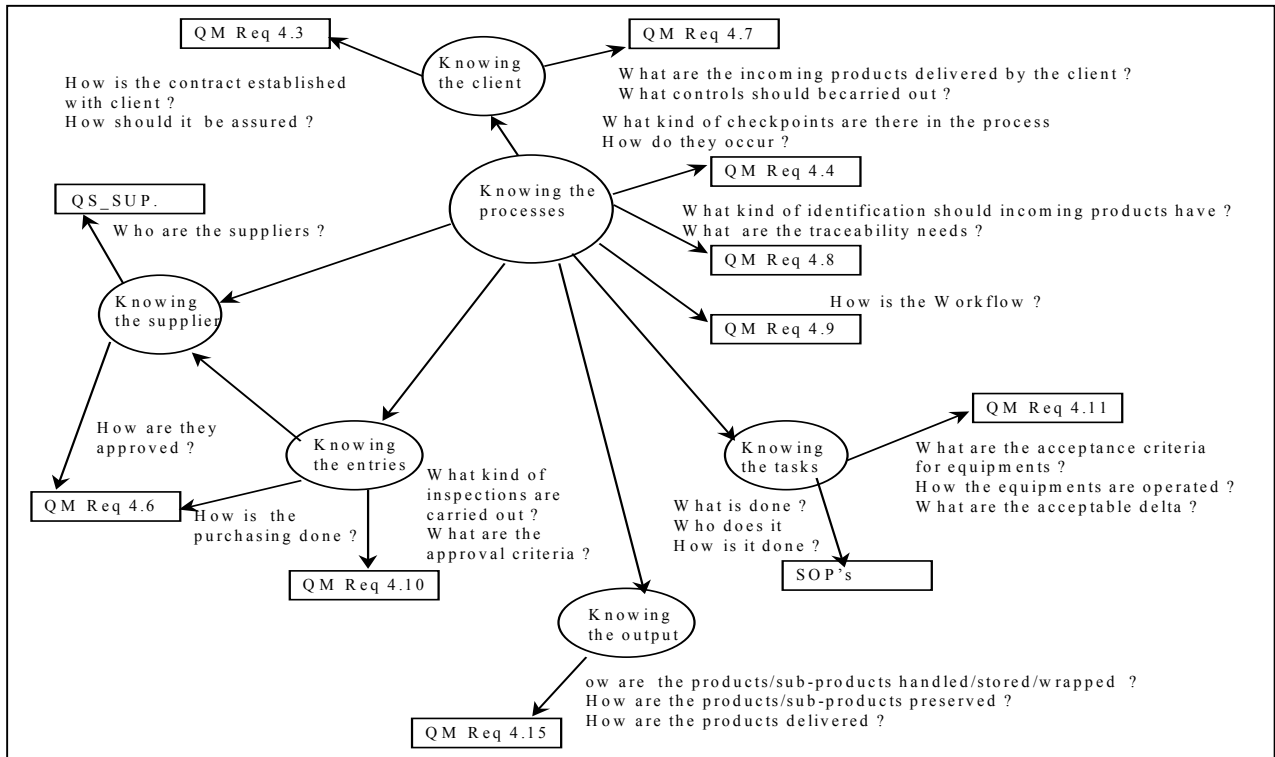 QM Req 4.3
QM Req 4.7
Knowing
the client
How is the contract established
with client ?
How should it be assured ?
What are the incoming products delivered by the client ?
What controls should becarried out ?
What kind of checkpoints are there in the process
How do they occur ?
QM Req 4.4
Knowing the
processes
QS_SUP.
Who are the suppliers ?
What kind of identification should incoming products have ?
What are the traceability needs ?
QM Req 4.8
Knowing
the supplier
How is the Workflow ?
QM Req 4.9
QM Req 4.11
How are they
approved ?
Knowing
the entries
Knowing
the tasks
What are the acceptance criteria
for equipments ?
How the equipments are operated ?
What are the acceptable delta ?
What kind of
inspections are
carried out ?
What are the
approval criteria ?
QM Req 4.6
How is the
purchasing done ?
What is done ?
Who does it
How is it done ?
QM Req 4.10
SOP's
Knowing
the output
ow are the products/sub-products handled/stored/wrapped ?
How are the products/sub-products preserved ?
How are the products delivered ?
QM Req 4.15